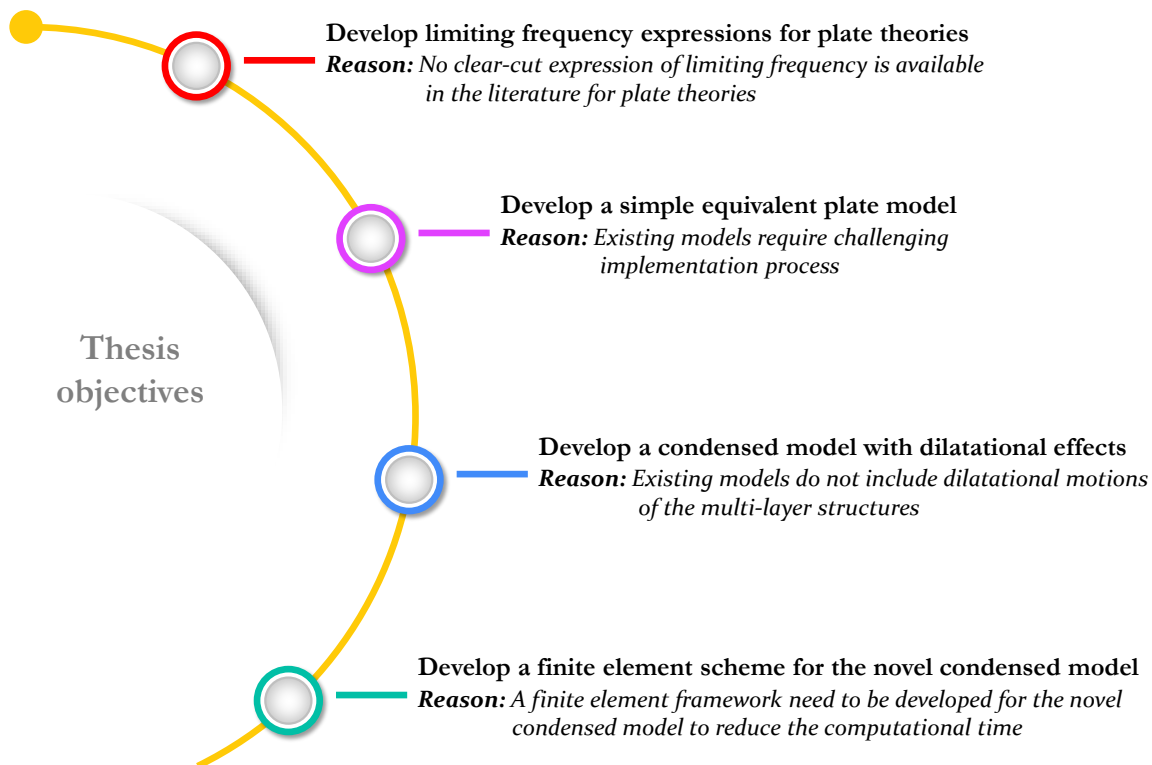 Develop limiting frequency expressions for plate theories
Reason: No clear-cut expression of limiting frequency is available
in the literature for plate theories
Develop a simple equivalent plate model
Reason: Existing models require challenging
implementation process
Thesis
objectives
Develop a condensed model with dilatational effects
Reason: Existing models do not include dilatational motions
of the multi-layer structures
Develop a finite element scheme for the novel condensed model
Reason: A finite element framework need to be developed for the novel
condensed model to reduce the computational time